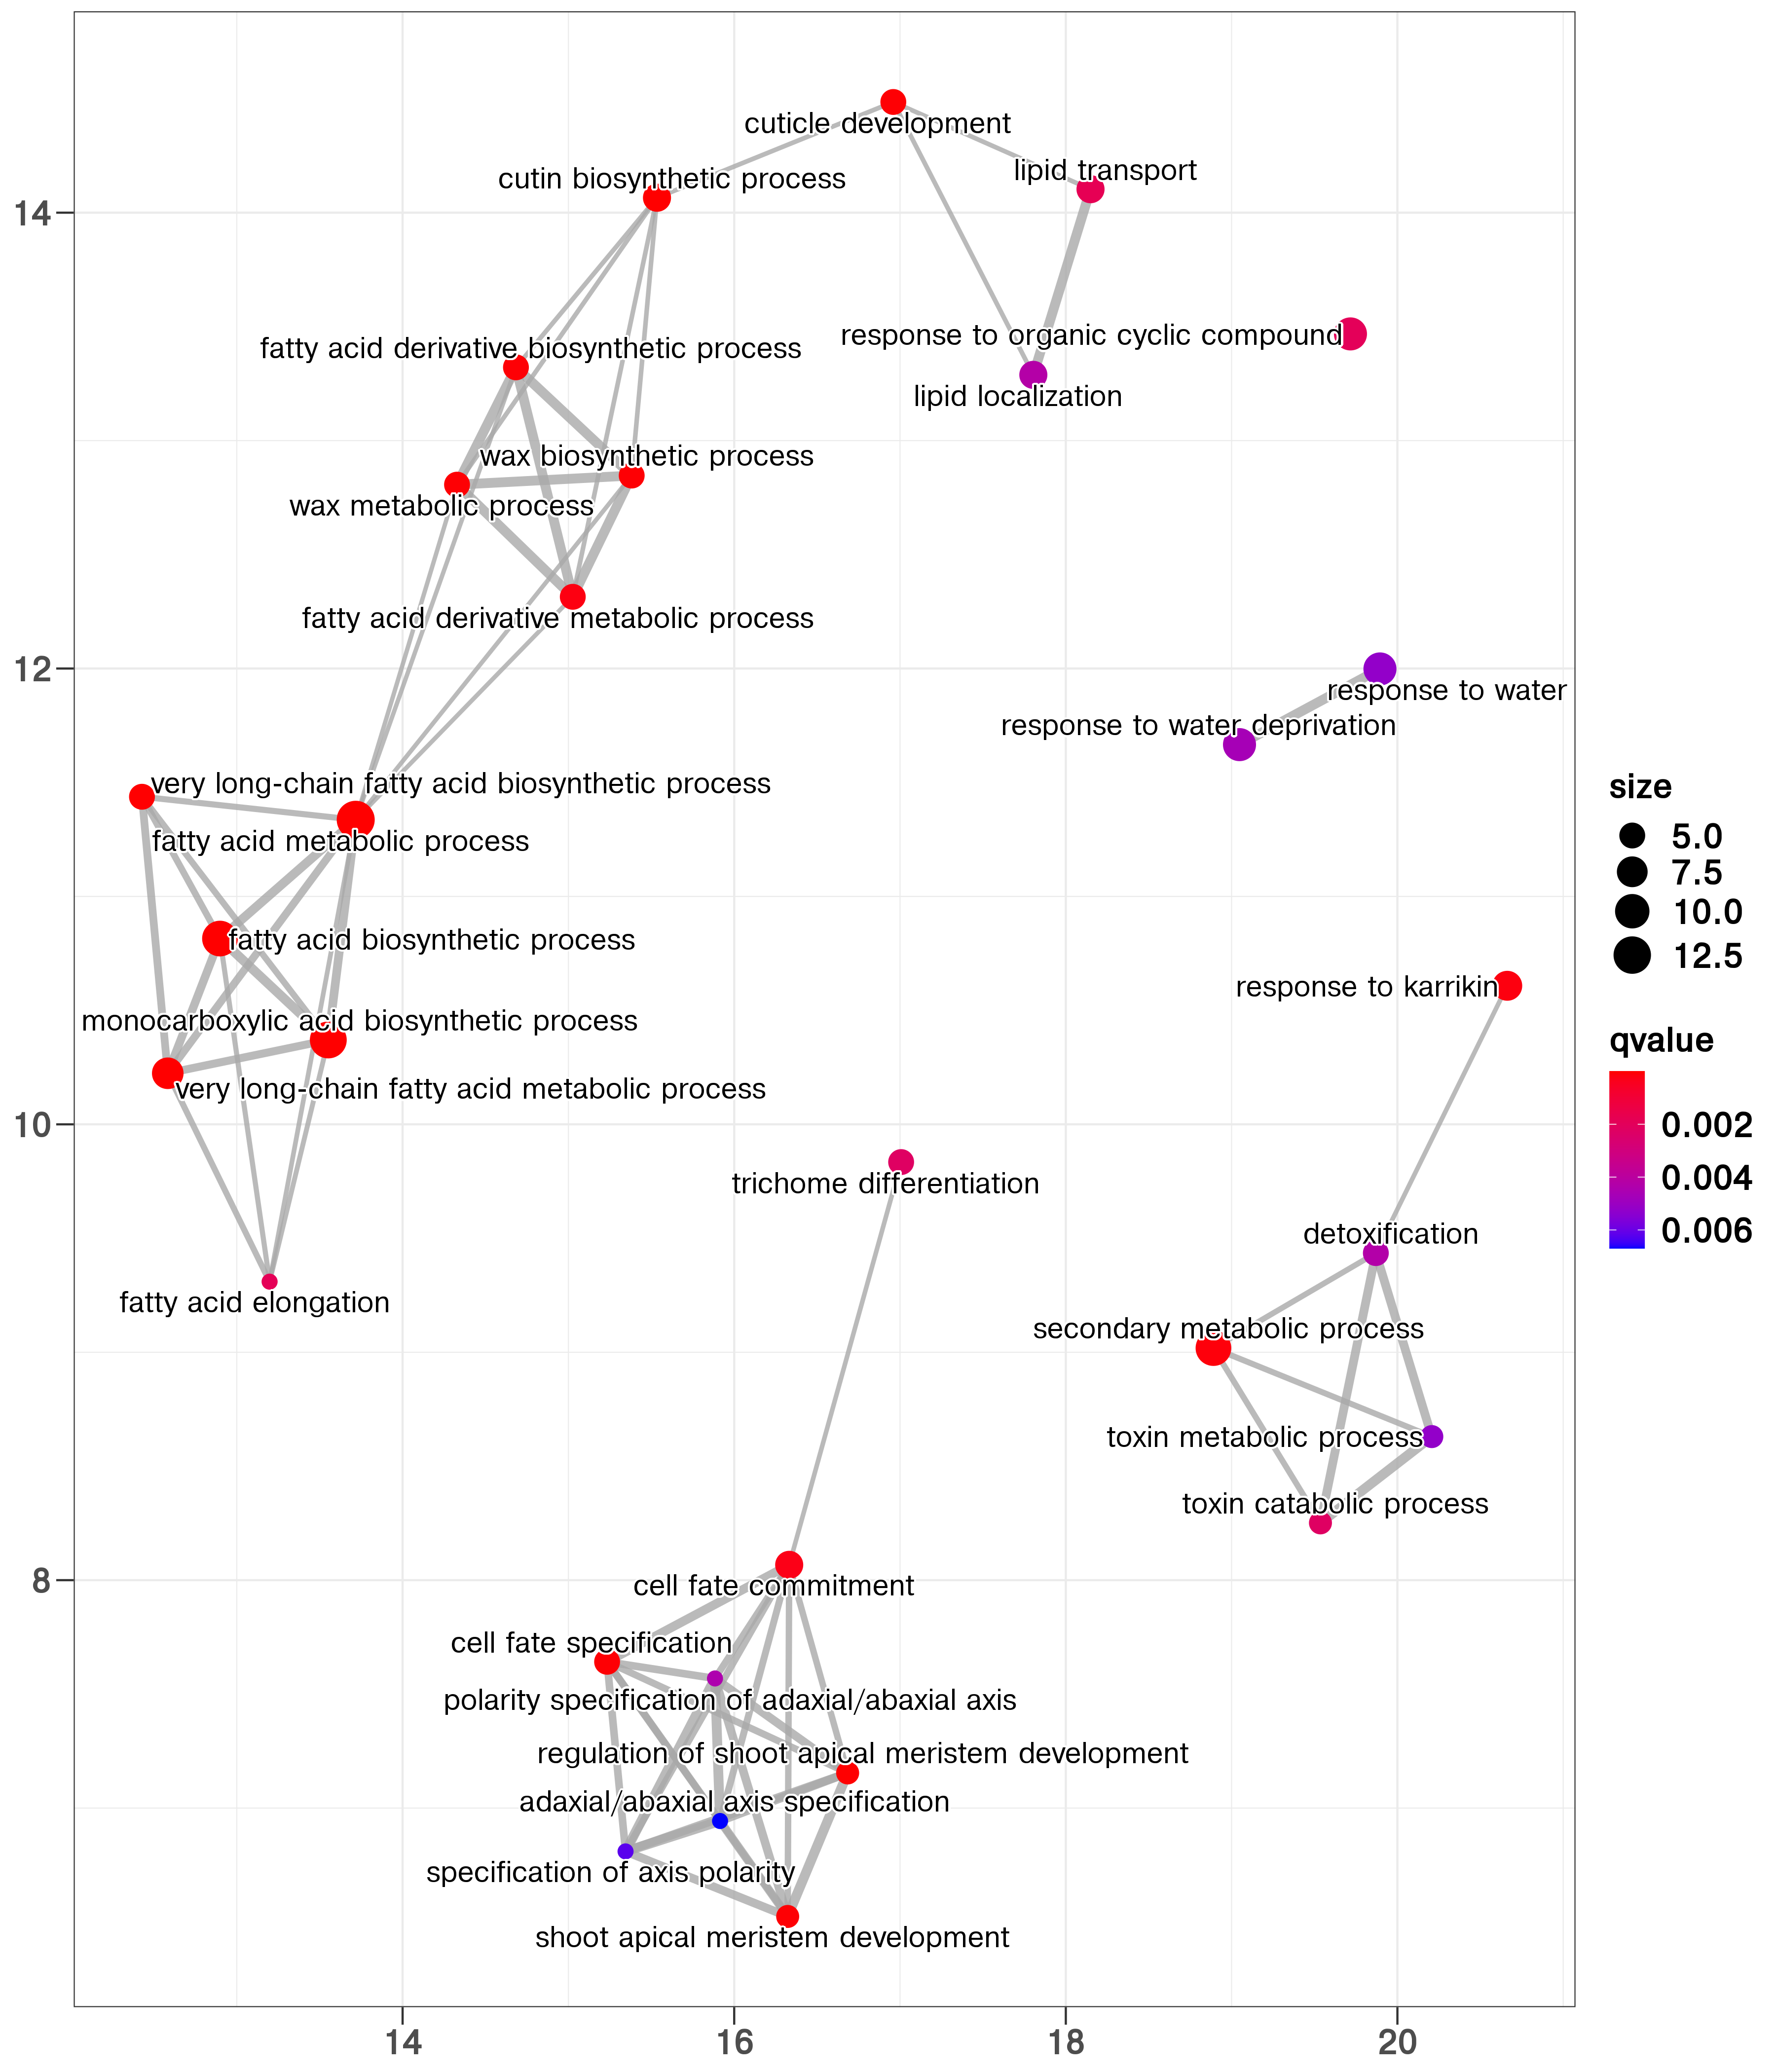 cuticle development
lipid transport
cutin biosynthetic process
14
response to organic cyclic compound
fatty acid derivative biosynthetic process
lipid localization
wax biosynthetic process
wax metabolic process
fatty acid derivative metabolic process
12
response to water
response to water deprivation
very long-chain fatty acid biosynthetic process
size
fatty acid metabolic process
5.0
7.5
10.0
12.5
fatty acid biosynthetic process
response to karrikin
monocarboxylic acid biosynthetic process
qvalue
very long-chain fatty acid metabolic process
10
0.002
0.004
0.006
trichome differentiation
detoxification
fatty acid elongation
secondary metabolic process
toxin metabolic process
toxin catabolic process
8
cell fate commitment
cell fate specification
polarity specification of adaxial/abaxial axis
regulation of shoot apical meristem development
adaxial/abaxial axis specification
specification of axis polarity
shoot apical meristem development
14
16
18
20